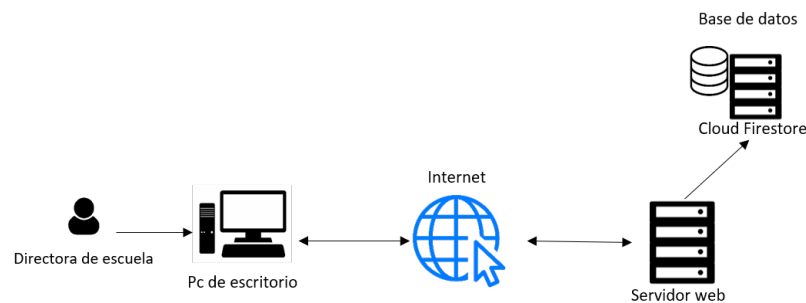 Base de datos
Cloud Firestore
Internet
Directora de escuela
Pc de escritorio
Servidor web